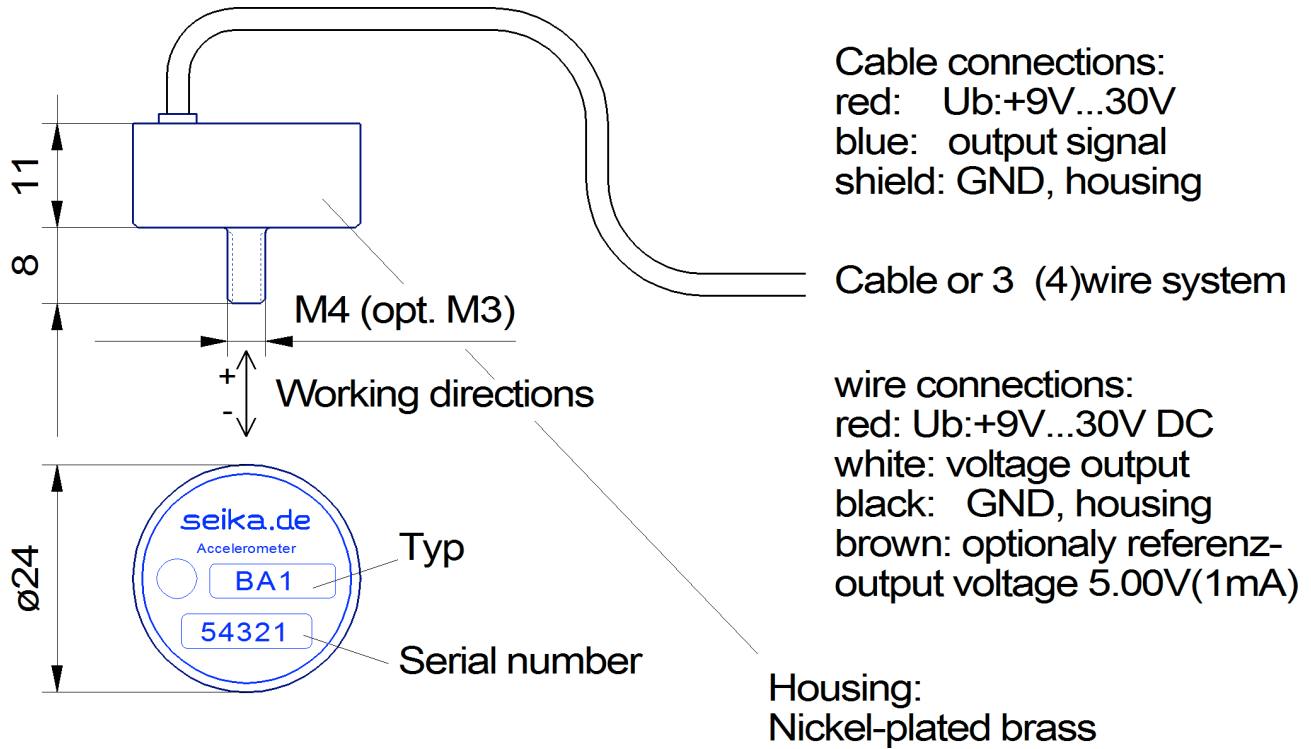 Cable connections:
red: Ub:+9V...30V
blue: output signal
shield: GND, housing
11
8
Cable or 3 (4)wire system
M4 (opt. M3)
+
-
Working directions
wire connections:
red: Ub:+9V...30V DC
white: voltage output
black: GND, housing
brown: optionaly referenz-
output voltage 5.00V(1mA)
ø24
seika.de
Accelerometer
BA1
54321
Typ
Serial number
Housing:
Nickel-plated brass